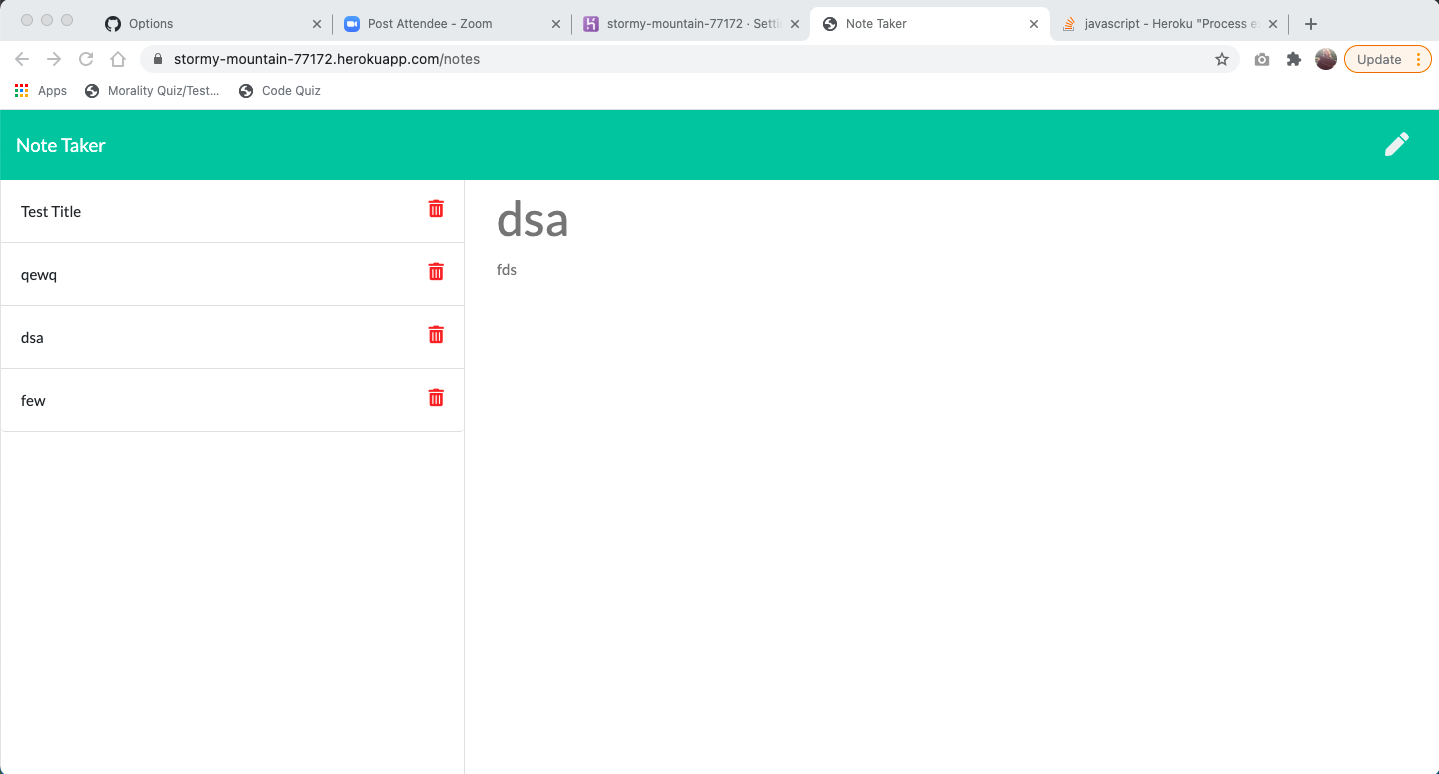 Options
Post Attendee - Zoom
stormy-mountain-77172 · Setti
Note Taker
javascript - Heroku "Process e
stormy-mountain-77172.herokuapp.com/notes
Update
Apps
Morality Quiz/Test...
Code Quiz
Note Taker
Test Title
qewq
dsa
few
dsa
fds